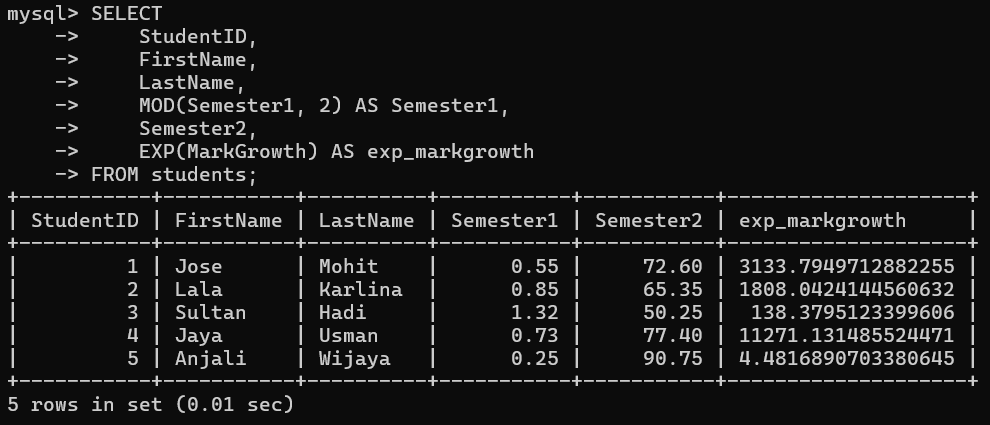 mysql> SELECT
    ->     StudentID,
    ->     FirstName,
    ->     LastName,
    ->     MOD(Semester1, 2) AS Semester1,
    ->     Semester2,
    ->     EXP(MarkGrowth) AS exp_markgrowth
    -> FROM students;
+-----------+-----------+----------+-----------+-----------+--------------------+
| StudentID | FirstName | LastName | Semester1 | Semester2 | exp_markgrowth     |
+-----------+-----------+----------+-----------+-----------+--------------------+
|         1 | Jose      | Mohit    |      0.55 |     72.60 | 3133.7949712882255 |
|         2 | Lala      | Karlina  |      0.85 |     65.35 | 1808.0424144560632 |
|         3 | Sultan    | Hadi     |      1.32 |     50.25 |  138.3795123399606 |
|         4 | Jaya      | Usman    |      0.73 |     77.40 | 11271.131485524471 |
|         5 | Anjali    | Wijaya   |      0.25 |     90.75 | 4.4816890703380645 |
+-----------+-----------+----------+-----------+-----------+--------------------+
5 rows in set (0.01 sec)